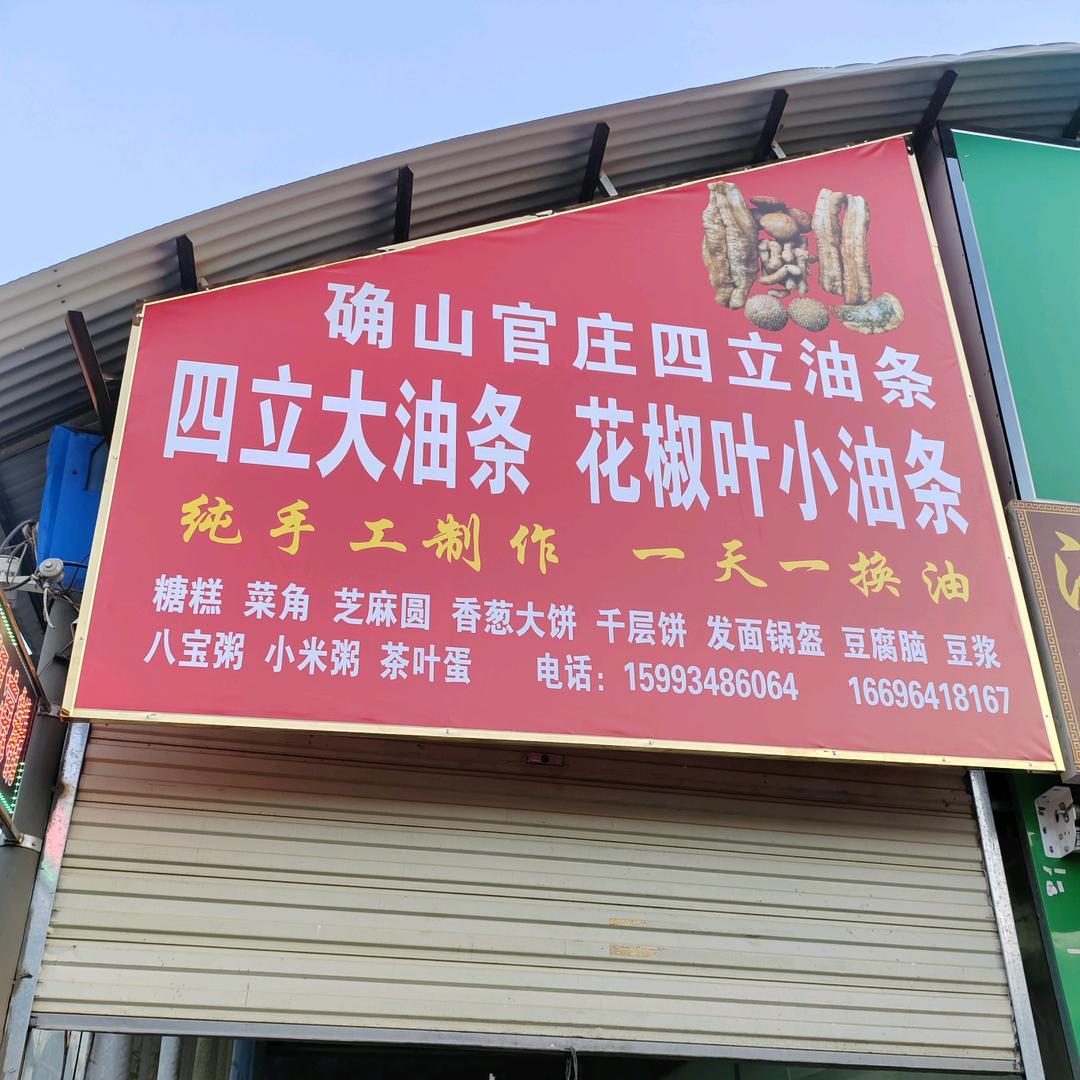 确山官庄四立油条
四立大油条 花椒叶小油条
纯手工制作 一天一换油
糖糕 菜角 芝麻圆 香葱大饼 千层饼 发面锅盔 豆腐脑 豆浆
八宝粥 小米粥 茶叶蛋 电话：15993486064 16696418167